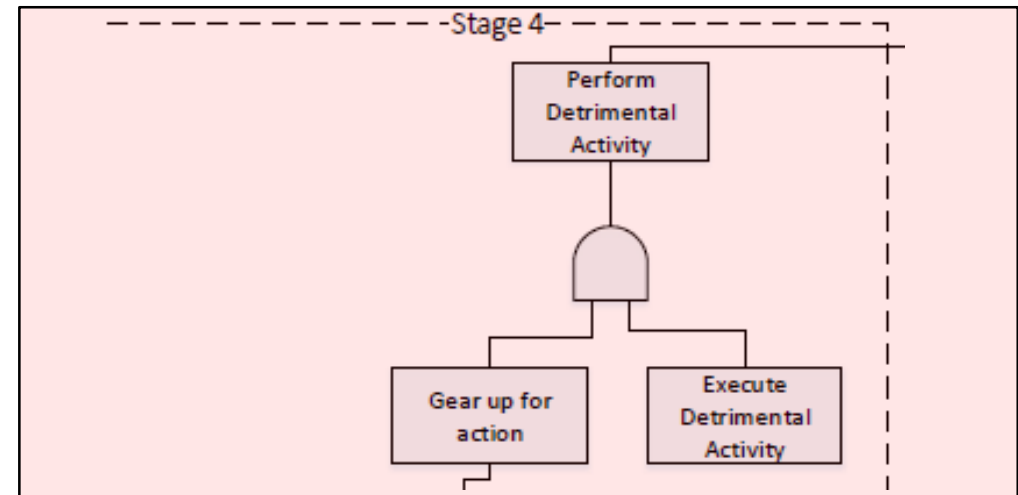 Stage 4
Perform
Detrimental
Activity
Gear up for
action
Execute
Detrimental
Activity